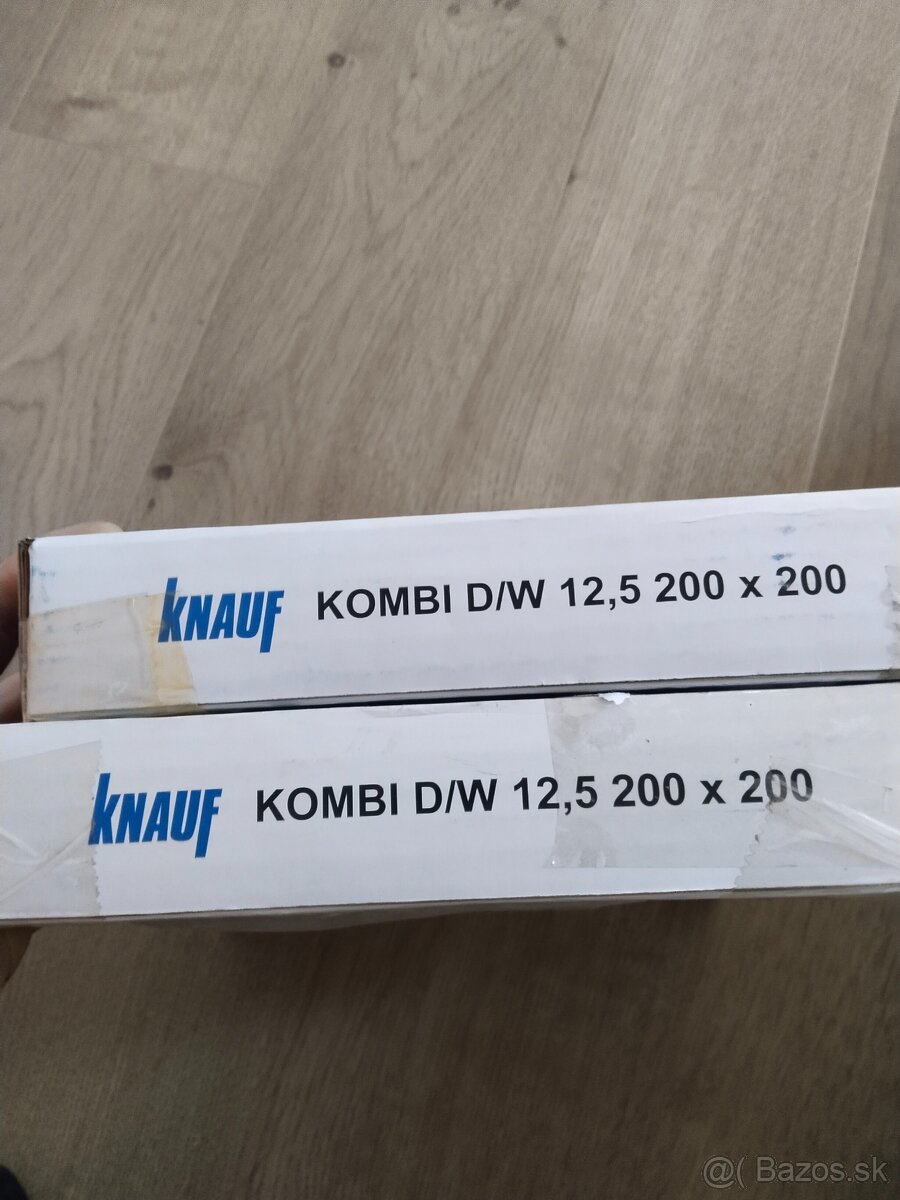 KNAUF KOMBI D/W 12,5 200 x 200
KNAUF KOMBI D/W 12,5 200 x 200
@( Bazos.sk